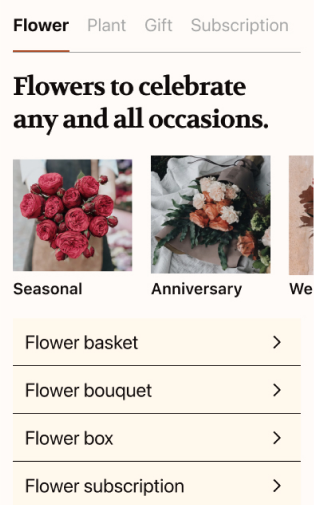 Flower Plant Gift Subscription
Flowers to celebrate
any and all occasions.
Seasonal Anniversary We
Flower basket
Flower bouquet
Flower box
Flower subscription